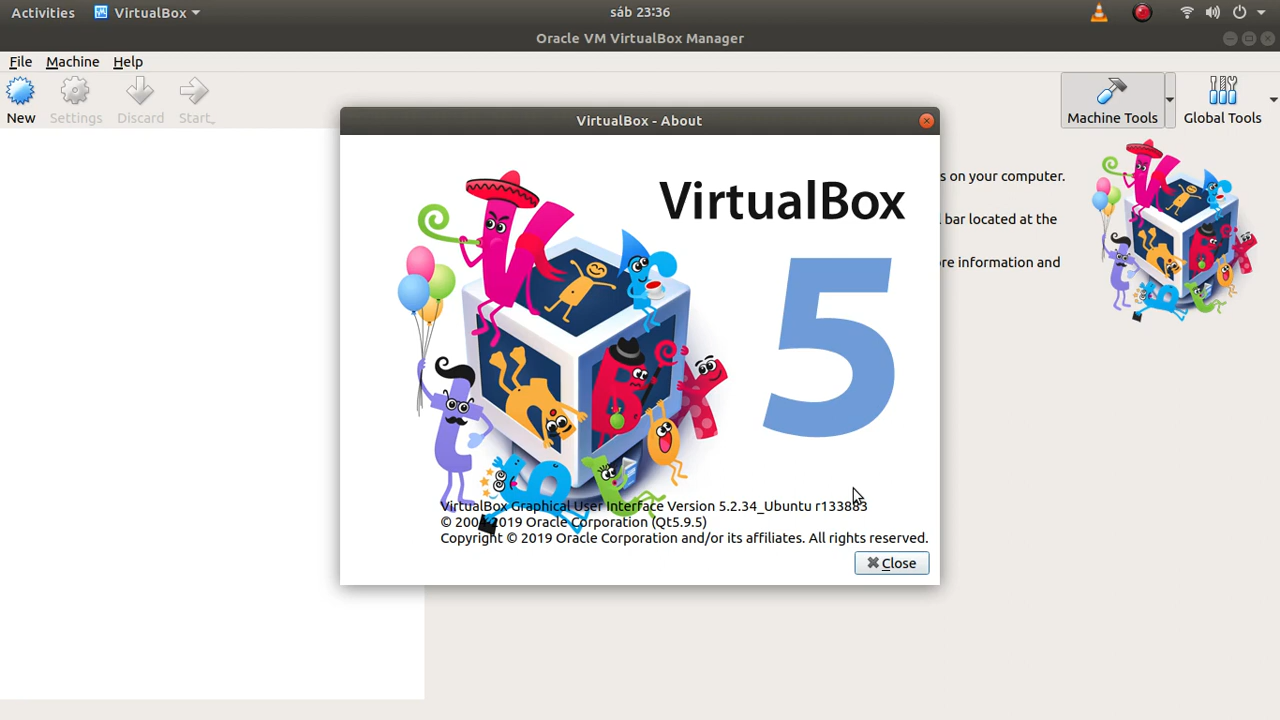 Activities VirtualBox sáb 23:36
Oracle VM VirtualBox Manager
File Machine Help
New Settings Discard Start Machine Tools Global Tools
VirtualBox - About
s on your computer.
l bar located at the
ore information and
VirtualBox
5
VirtualBox Graphical User Interface Version 5.2.34_Ubuntu r133883
© 2004-2019 Oracle Corporation (Qt5.9.5)
Copyright © 2019 Oracle Corporation and/or its affiliates. All rights reserved.
Close